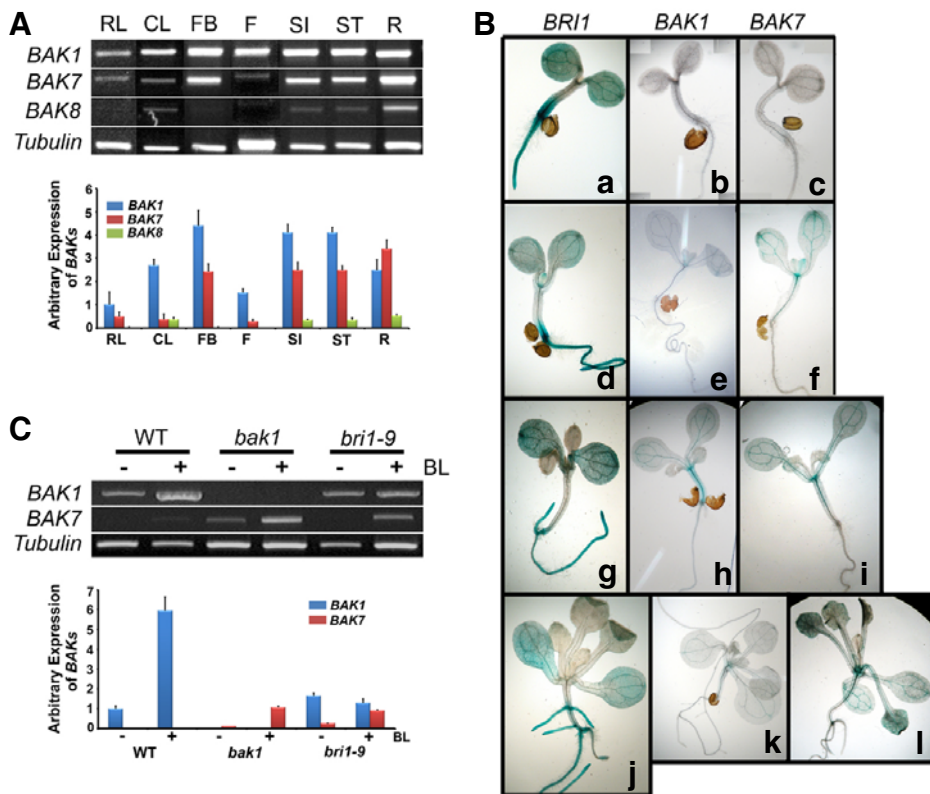 A
RL CL FB F SI ST R
BAK1
BAK7
BAK8
Tubulin
Arbitrary Expression
of BAKs
6
5
4
3
2
1
0
BAK1
BAK7
BAK8
RL CL FB F SI ST R
B
BRI1 BAK1 BAK7
a b c
d e f
g h i
j k l
C
WT bak1 bri1-9
- + - + - + BL
BAK1
BAK7
Tubulin
Arbitrary Expression
of BAKs
7
6
5
4
3
2
1
0
BAK1
BAK7
- + - + - + BL
WT bak1 bri1-9